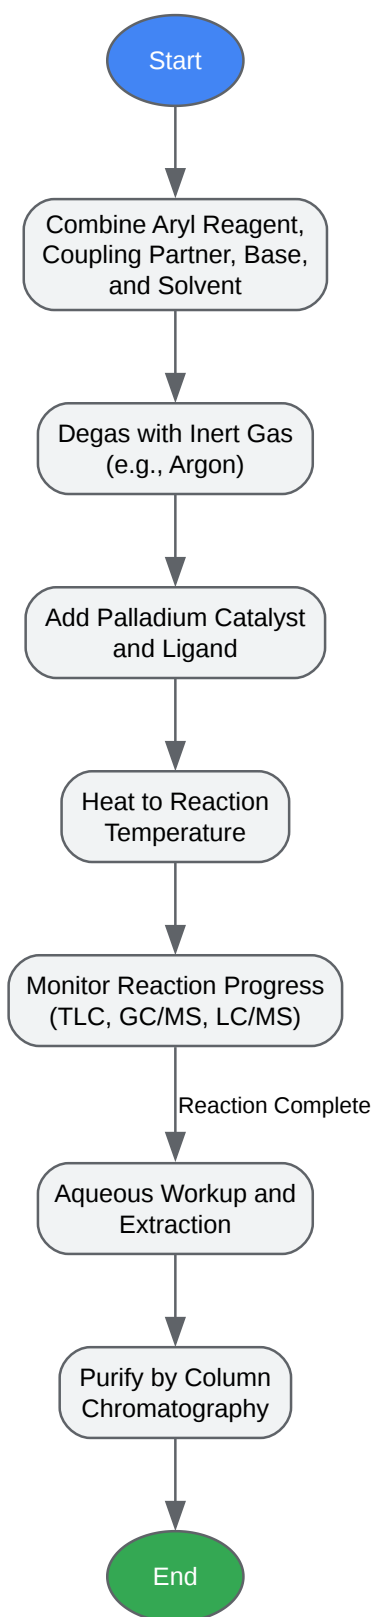 Start
Combine Aryl Reagent,
Coupling Partner, Base,
and Solvent
Degas with Inert Gas
(e.g., Argon)
Add Palladium Catalyst
and Ligand
Heat to Reaction
Temperature
Monitor Reaction Progress
(TLC, GC/MS, LC/MS)
Reaction Complete
Aqueous Workup and
Extraction
Purify by Column
Chromatography
End